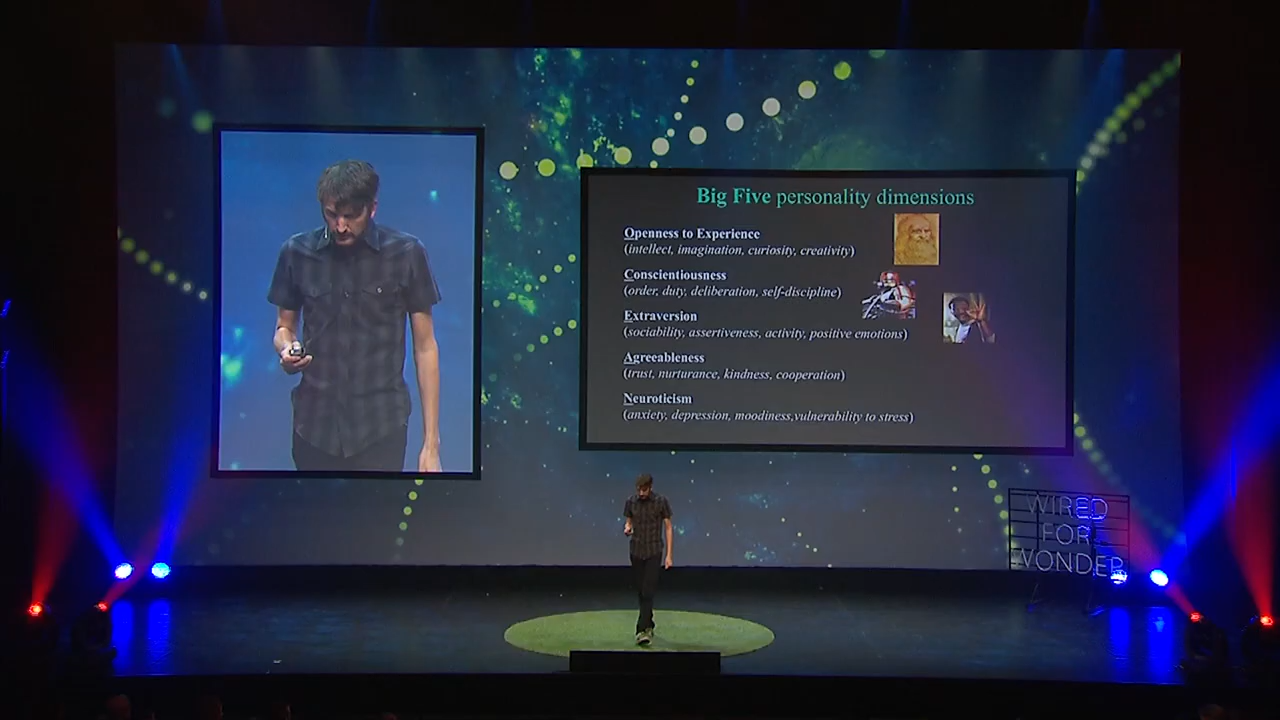 Big Five personality dimensions
Openness to Experience
(intellect, imagination, curiosity, creativity)
Conscientiousness
(order, duty, deliberation, self-discipline)
Extraversion
(sociability, assertiveness, activity, positive emotions)
Agreeableness
(trust, nurturance, kindness, cooperation)
Neuroticism
(anxiety, depression, moodiness,vulnerability to stress)
WIRED
FOR
WONDER